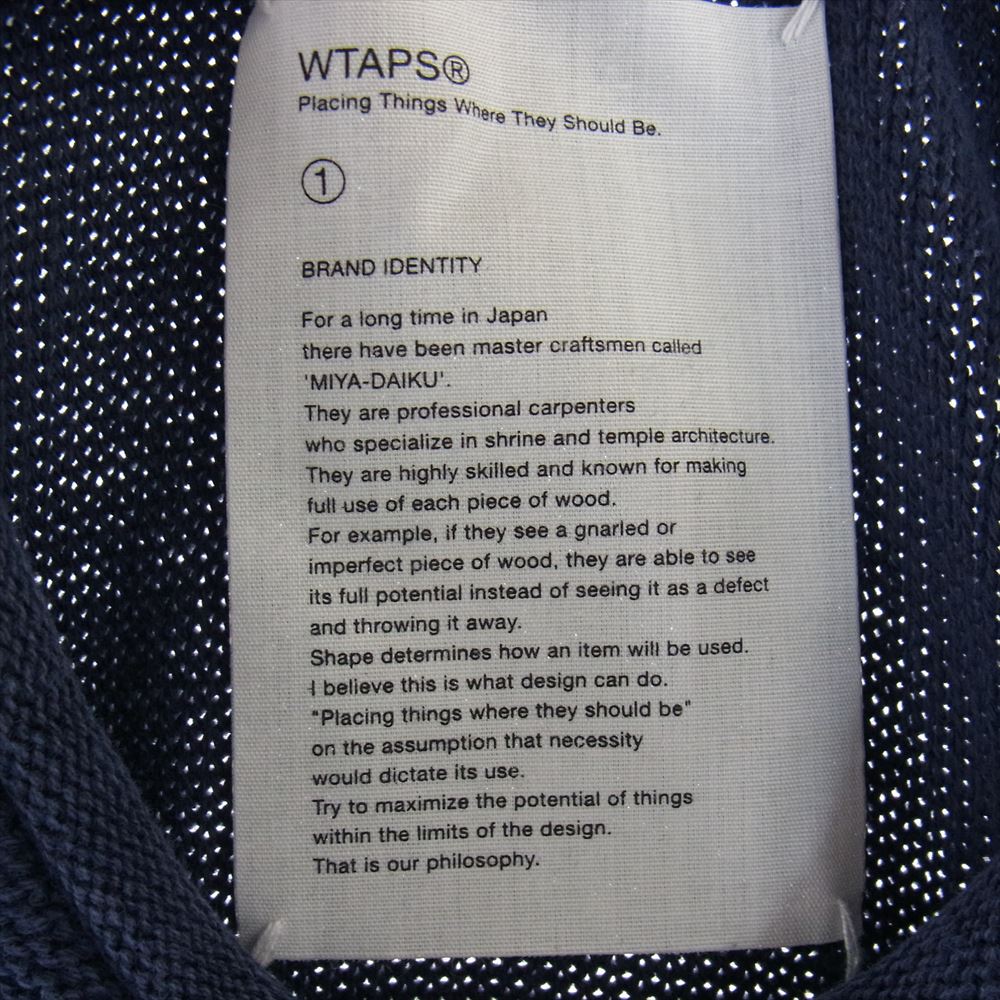 WTAPS®
Placing Things Where They Should Be.
①
BRAND IDENTITY
For a long time in Japan
there have been master craftsmen called
'MIYA-DAIKU'.
They are professional carpenters
who specialize in shrine and temple architecture.
They are highly skilled and known for making
full use of each piece of wood.
For example, if they see a gnarled or
imperfect piece of wood, they are able to see
its full potential instead of seeing it as a defect
and throwing it away.
Shape determines how an item will be used.
I believe this is what design can do.
"Placing things where they should be"
on the assumption that necessity
would dictate its use.
Try to maximize the potential of things
within the limits of the design.
That is our philosophy.